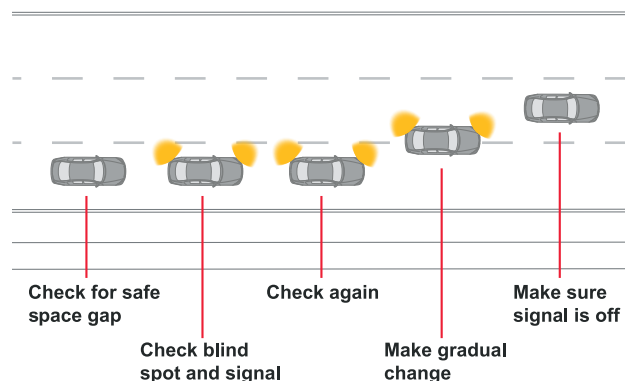 Check for safe
space gap
Check blind
spot and signal
Check again
Make gradual
change
Make sure
signal is off